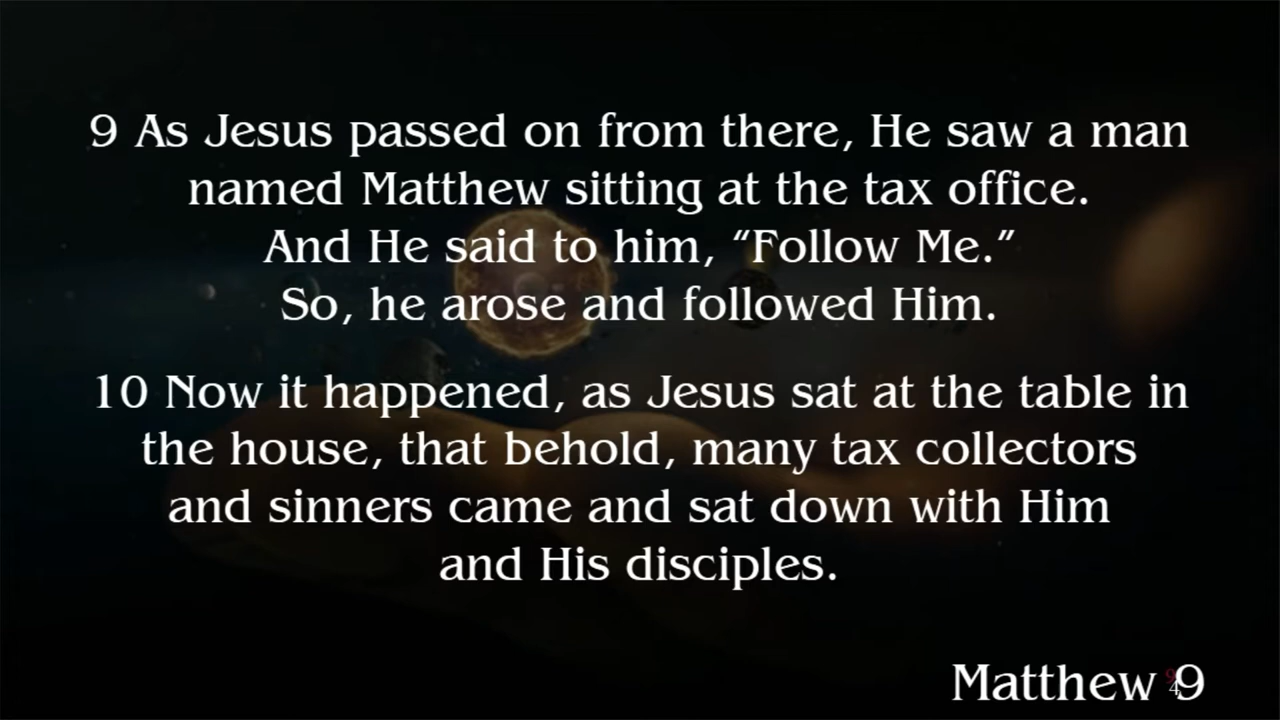 9 As Jesus passed on from there, He saw a man
named Matthew sitting at the tax office.
And He said to him, “Follow Me.”
So, he arose and followed Him.
10 Now it happened, as Jesus sat at the table in
the house, that behold, many tax collectors
and sinners came and sat down with Him
and His disciples.
Matthew 9
9
4